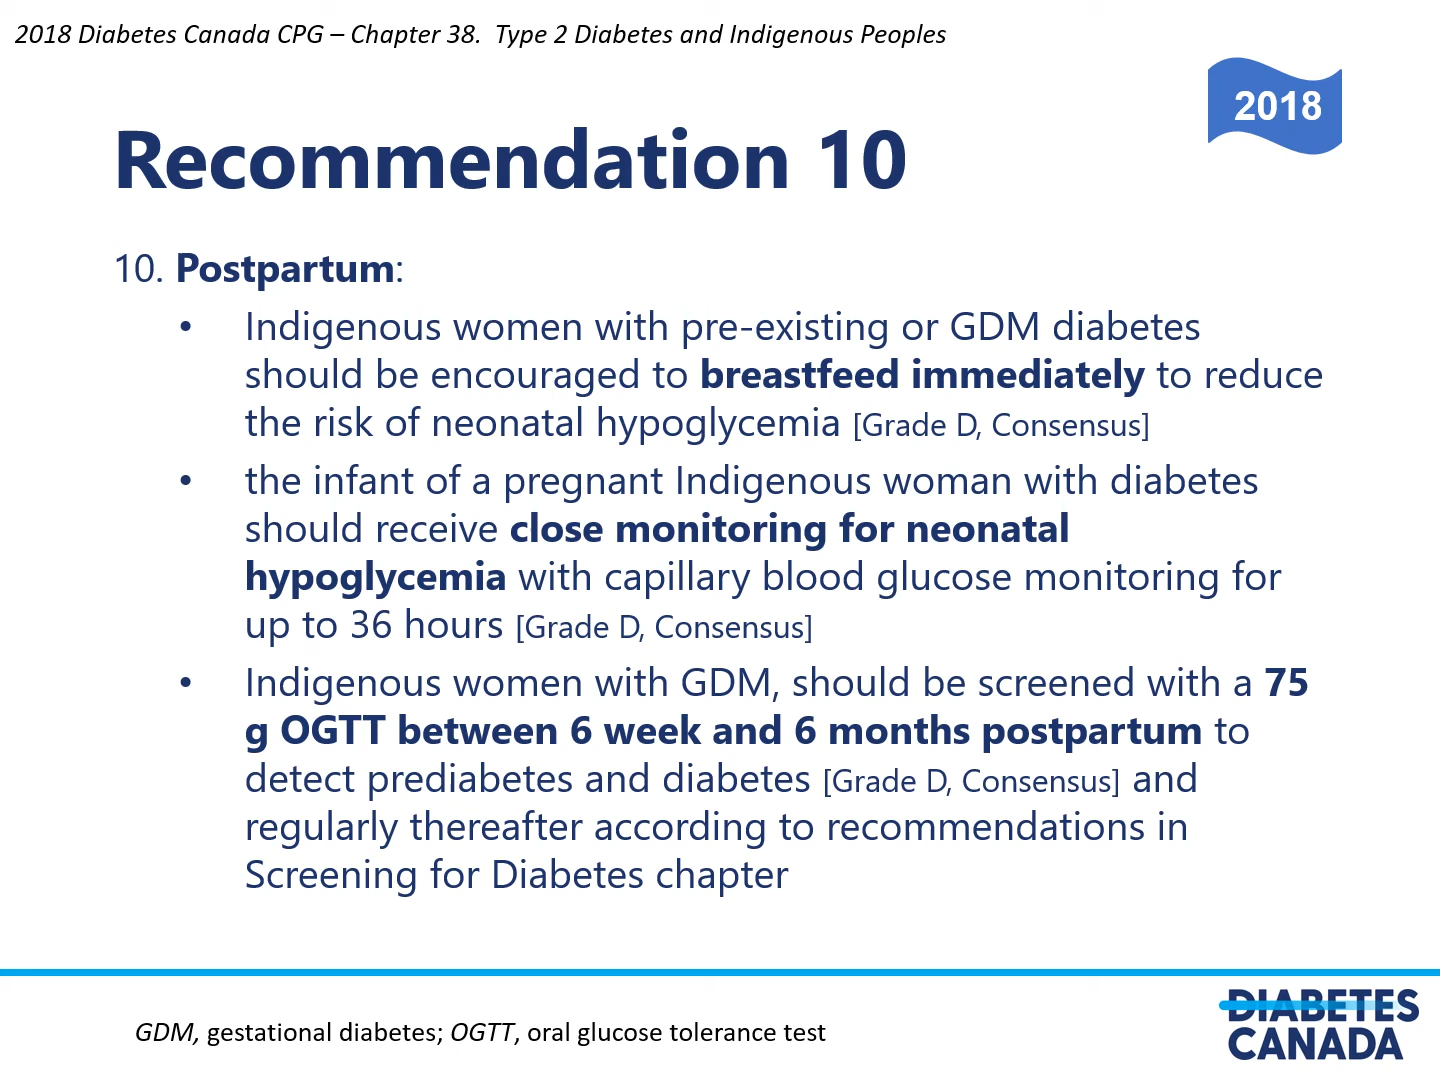 2018 Diabetes Canada CPG – Chapter 38.  Type 2 Diabetes and Indigenous Peoples
2018
Recommendation 10
10. Postpartum:
• Indigenous women with pre-existing or GDM diabetes
should be encouraged to breastfeed immediately to reduce
the risk of neonatal hypoglycemia [Grade D, Consensus]
• the infant of a pregnant Indigenous woman with diabetes
should receive close monitoring for neonatal
hypoglycemia with capillary blood glucose monitoring for
up to 36 hours [Grade D, Consensus]
• Indigenous women with GDM, should be screened with a 75
g OGTT between 6 week and 6 months postpartum to
detect prediabetes and diabetes [Grade D, Consensus] and
regularly thereafter according to recommendations in
Screening for Diabetes chapter
GDM, gestational diabetes; OGTT, oral glucose tolerance test
DIABETES
CANADA